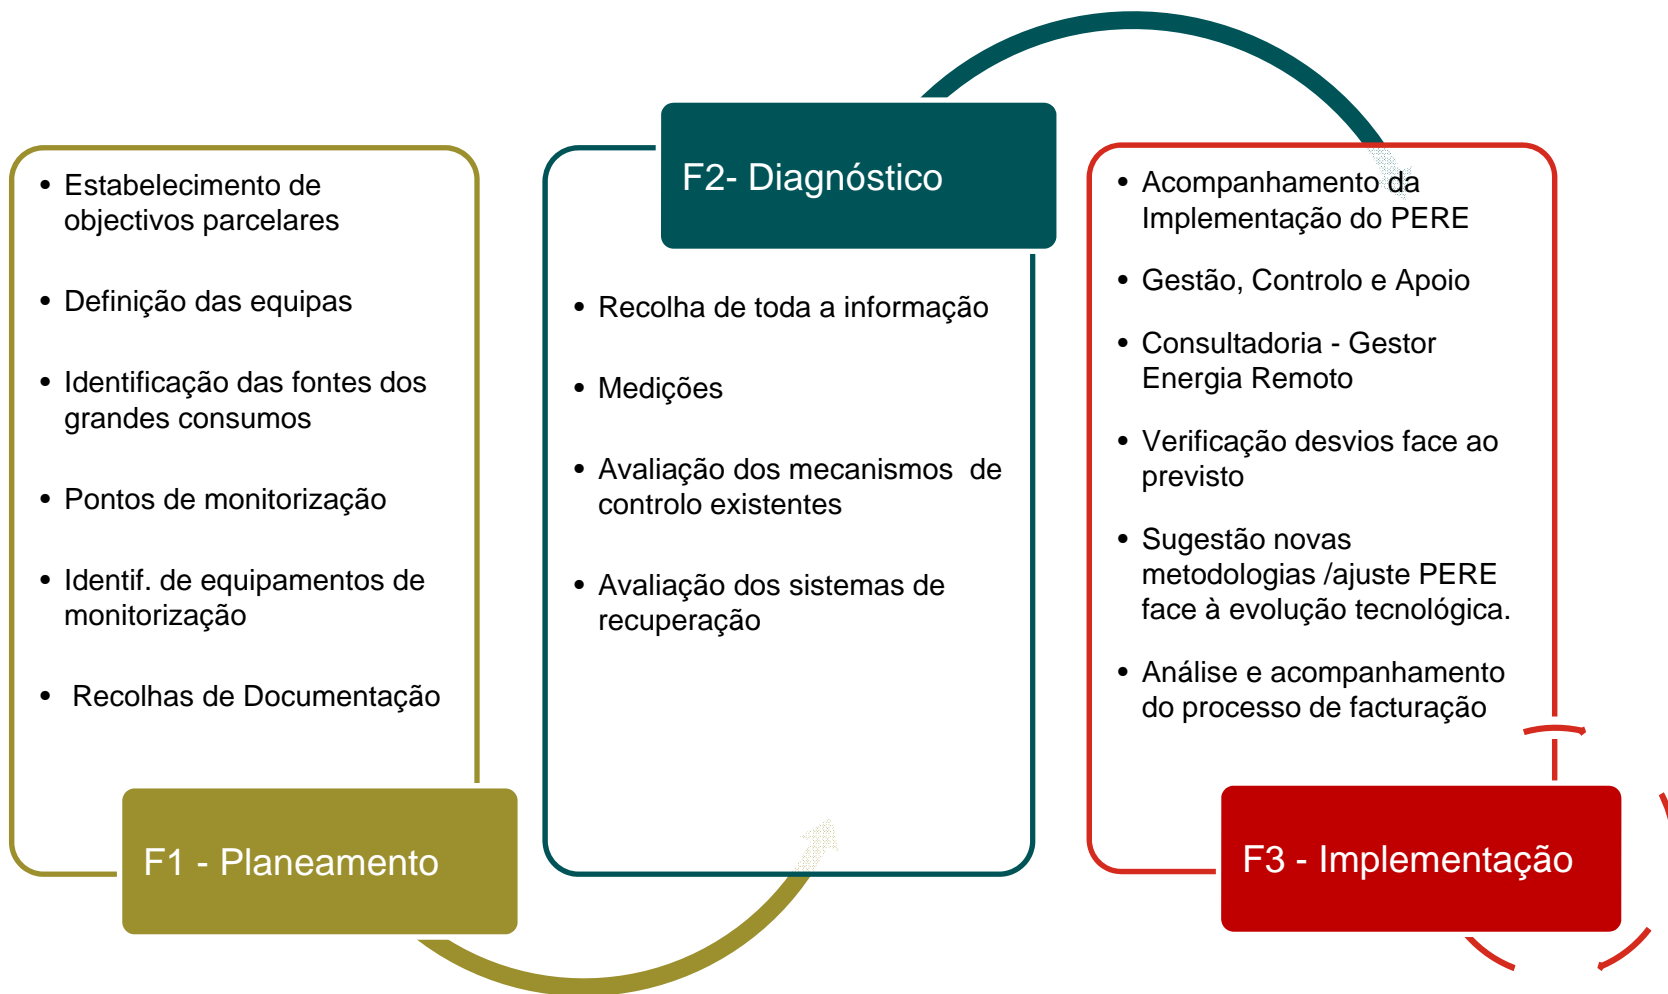 • Estabelecimento de
objectivos parcelares
• Definição das equipas
• Identificação das fontes dos
grandes consumos
• Pontos de monitorização
• Identif. de equipamentos de
monitorização
• Recolhas de Documentação
F1 - Planeamento
F2- Diagnóstico
• Recolha de toda a informação
• Medições
• Avaliação dos mecanismos  de
controlo existentes
• Avaliação dos sistemas de
recuperação
• Acompanhamento da
Implementação do PERE
• Gestão, Controlo e Apoio
• Consultadoria - Gestor
Energia Remoto
• Verificação desvios face ao
previsto
• Sugestão novas
metodologias /ajuste PERE
face à evolução tecnológica.
• Análise e acompanhamento
do processo de facturação
F3 - Implementação